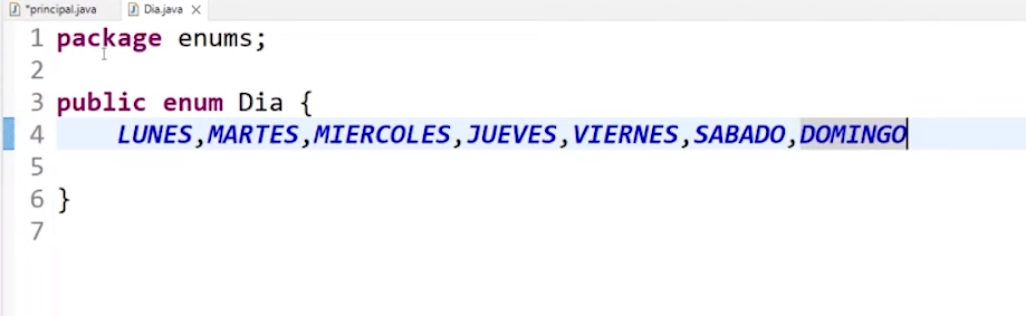 *principal.java Dia.java
1 package enums;
2
3 public enum Dia {
4 LUNES,MARTES,MIERCOLES,JUEVES,VIERNES,SABADO,DOMINGO
5
6 }
7